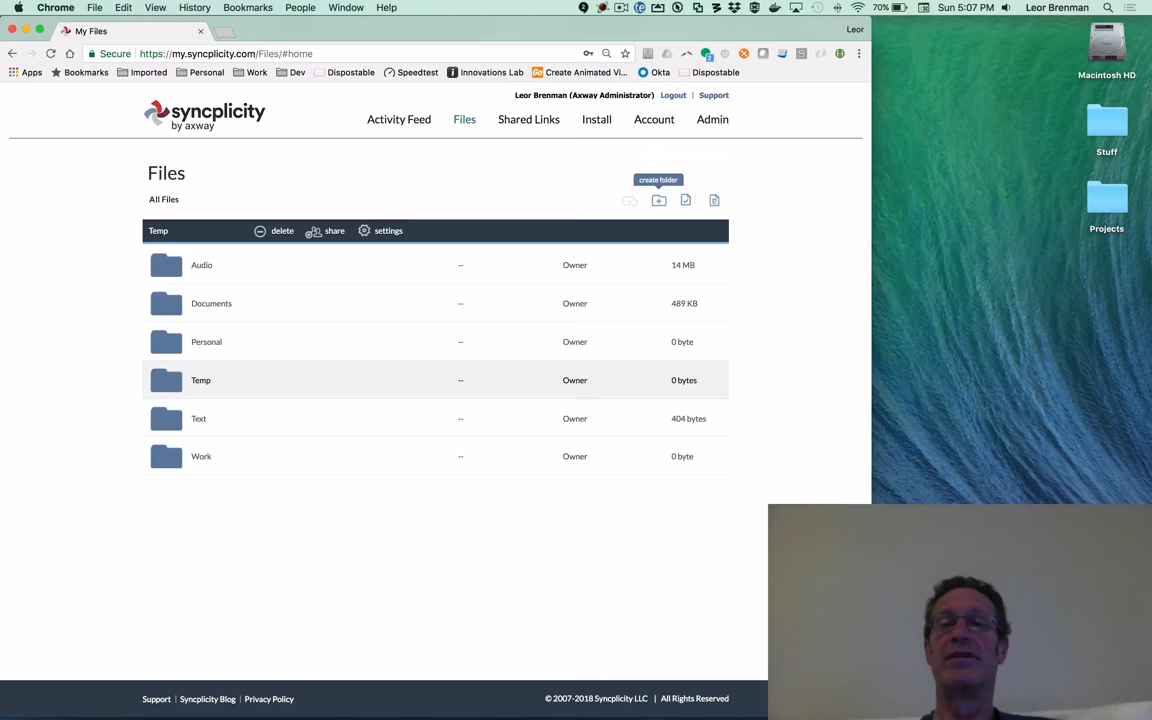 Chrome File Edit View History Bookmarks People Window Help 70% Sun 5:07 PM Leor Brenman
My Files Leor
Secure https://my.syncplicity.com/Files/#home
Apps Bookmarks Imported Personal Work Dev Dispostable Speedtest Innovations Lab Create Animated Vi... Okta Dispostable
Macintosh HD
Stuff
Projects
Leor Brenman (Axway Administrator) Logout | Support
syncplicity
by axway
Activity Feed Files Shared Links Install Account Admin
Files
create folder
All Files
Temp delete share settings
Audio -- Owner 14 MB
Documents -- Owner 489 KB
Personal -- Owner 0 byte
Temp -- Owner 0 bytes
Text -- Owner 404 bytes
Work -- Owner 0 byte
Support | Syncplicity Blog | Privacy Policy © 2007-2018 Syncplicity LLC | All Rights Reserved